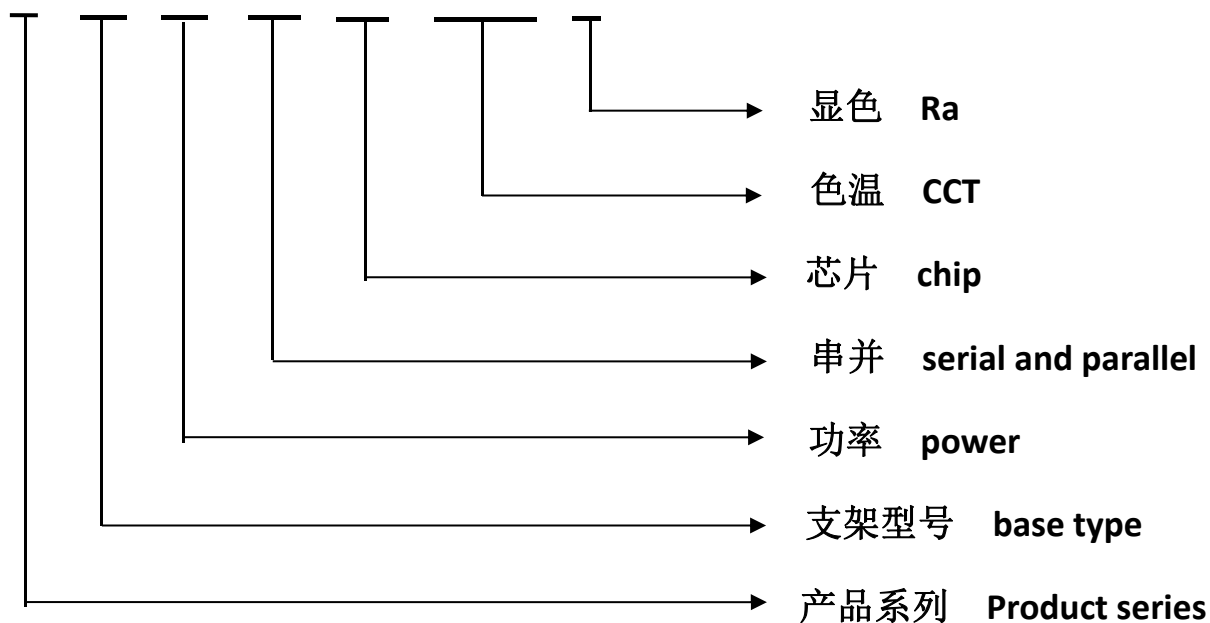 显色 Ra
色温 CCT
芯片 chip
串并 serial and parallel
功率 power
支架型号 base type
产品系列 Product series